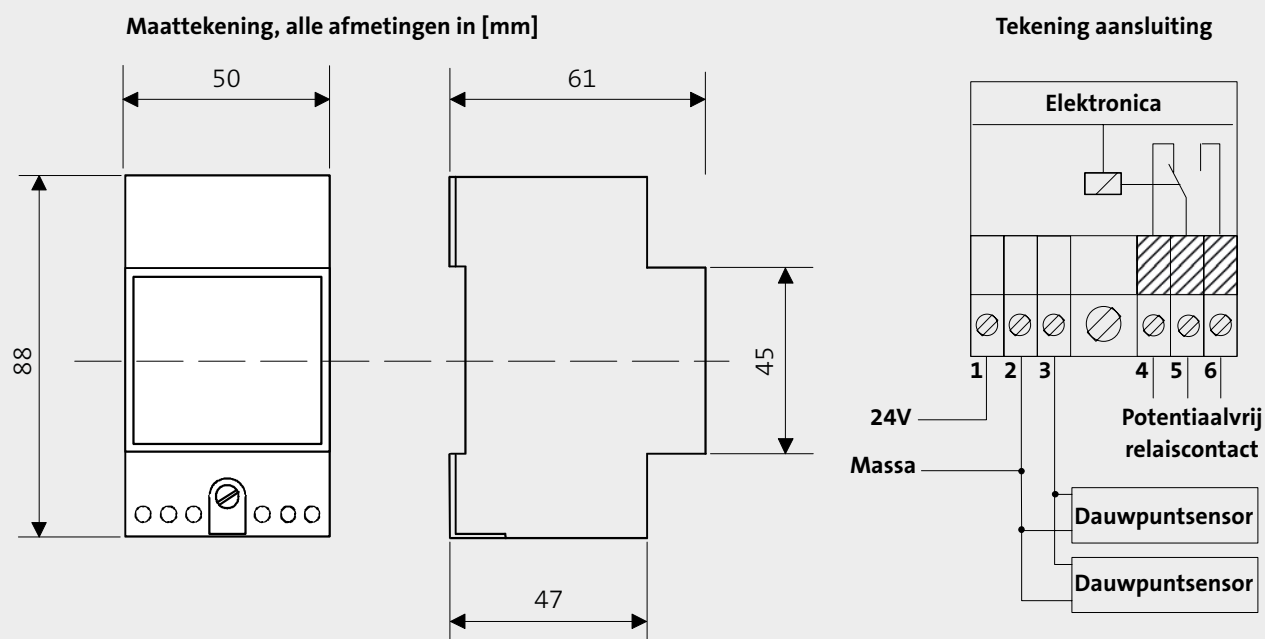 Maattekening, alle afmetingen in [mm]
50
61
88
45
47
Tekening aansluiting
Elektronica
1 2 3 4 5 6
24V
Massa
Potentiaalvrij
relaiscontact
Dauwpuntsensor
Dauwpuntsensor